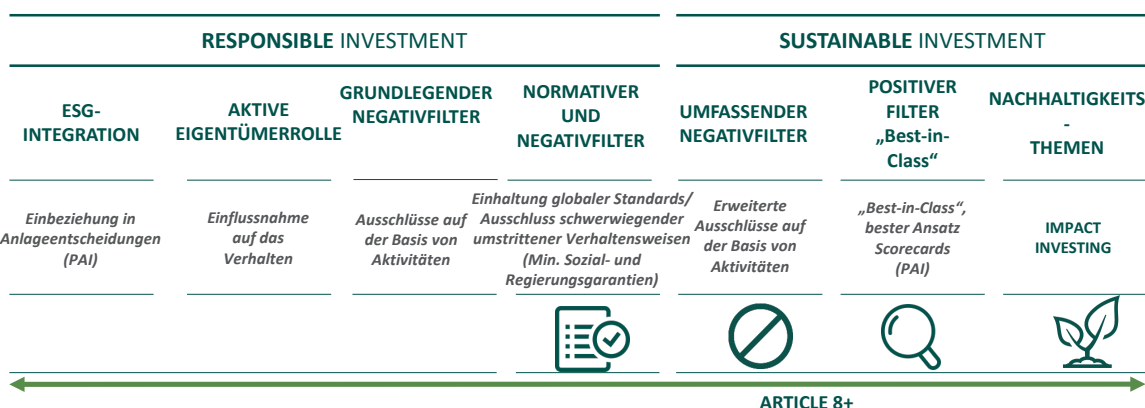 RESPONSIBLE INVESTMENT
SUSTAINABLE INVESTMENT
ESG-
INTEGRATION
AKTIVE
EIGENTÜMERROLLE
GRUNDLEGENDER
NEGATIVFILTER
NORMATIVER
UND
NEGATIVFILTER
UMFASSENDER
NEGATIVFILTER
POSITIVER
FILTER
„Best-in-
Class“
NACHHALTIGKEITS
-
THEMEN
Einbeziehung in
Anlageentscheidungen
(PAI)
Einflussnahme
auf das
Verhalten
Ausschlüsse auf
der Basis von
Aktivitäten
Einhaltung globaler Standards/
Ausschluss schwerwiegender
umstrittener Verhaltensweisen
(Min. Sozial- und
Regierungsgarantien)
Erweiterte
Ausschlüsse auf
der Basis von
Aktivitäten
„Best-in-Class“,
bester Ansatz
Scorecards
(PAI)
IMPACT
INVESTING
ARTICLE 8+